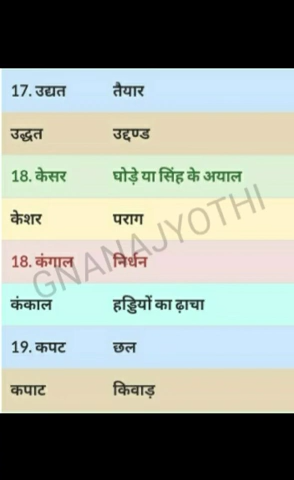 17. उद्यत तैयार
उद्धत उद्दण्ड
18. केसर घोड़े या सिंह के अयाल
केशर पराग
GNANAJYOTHI
18. कंगाल निर्धन
कंकाल हड्डियों का ढ़ाचा
19. कपट छल
कपाट किवाड़